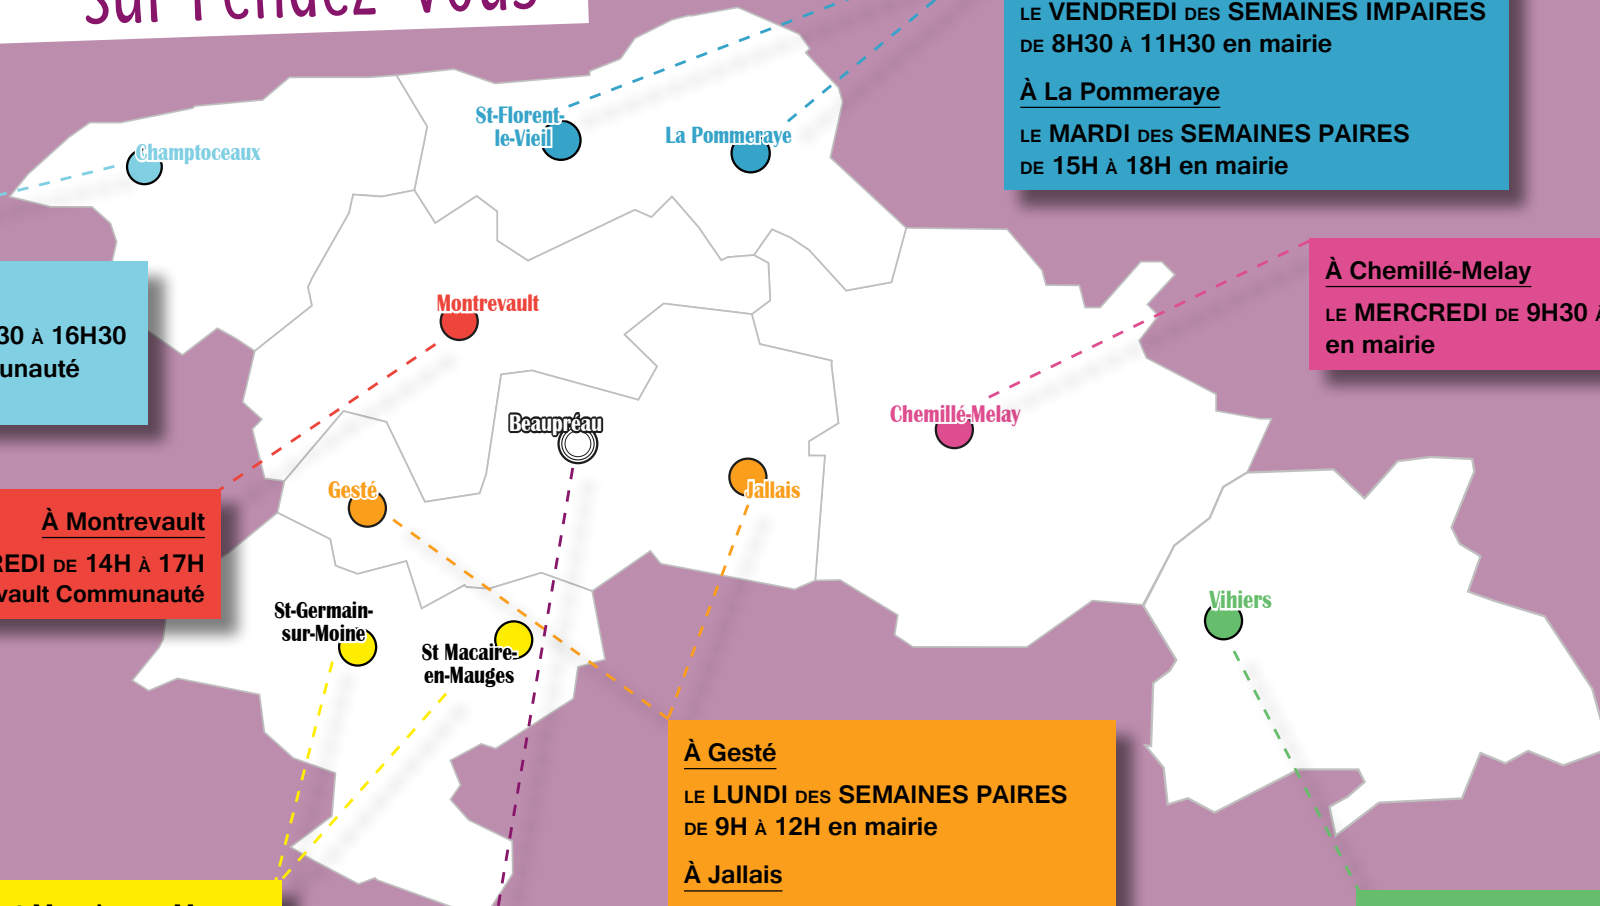 sur rendez-vous
LE VENDREDI DES SEMAINES IMPAIRES
DE 8H30 À 11H30 en mairie
À La Pommeraye
LE MARDI DES SEMAINES PAIRES
DE 15H À 18H en mairie
St-Florent-
le-Vieil
La Pommeraye
Champtoceaux
30 À 16H30
unauté
Montrevault
À Chemillé-Melay
LE MERCREDI DE 9H30 À
en mairie
Chemillé-Melay
Beaupréau
Gesté
Jallais
À Montrevault
REDI DE 14H À 17H
vault Communauté
St-Germain-
sur-Moine
St Macaire-
en-Mauges
Vihiers
À Gesté
LE LUNDI DES SEMAINES PAIRES
DE 9H À 12H en mairie
À Jallais